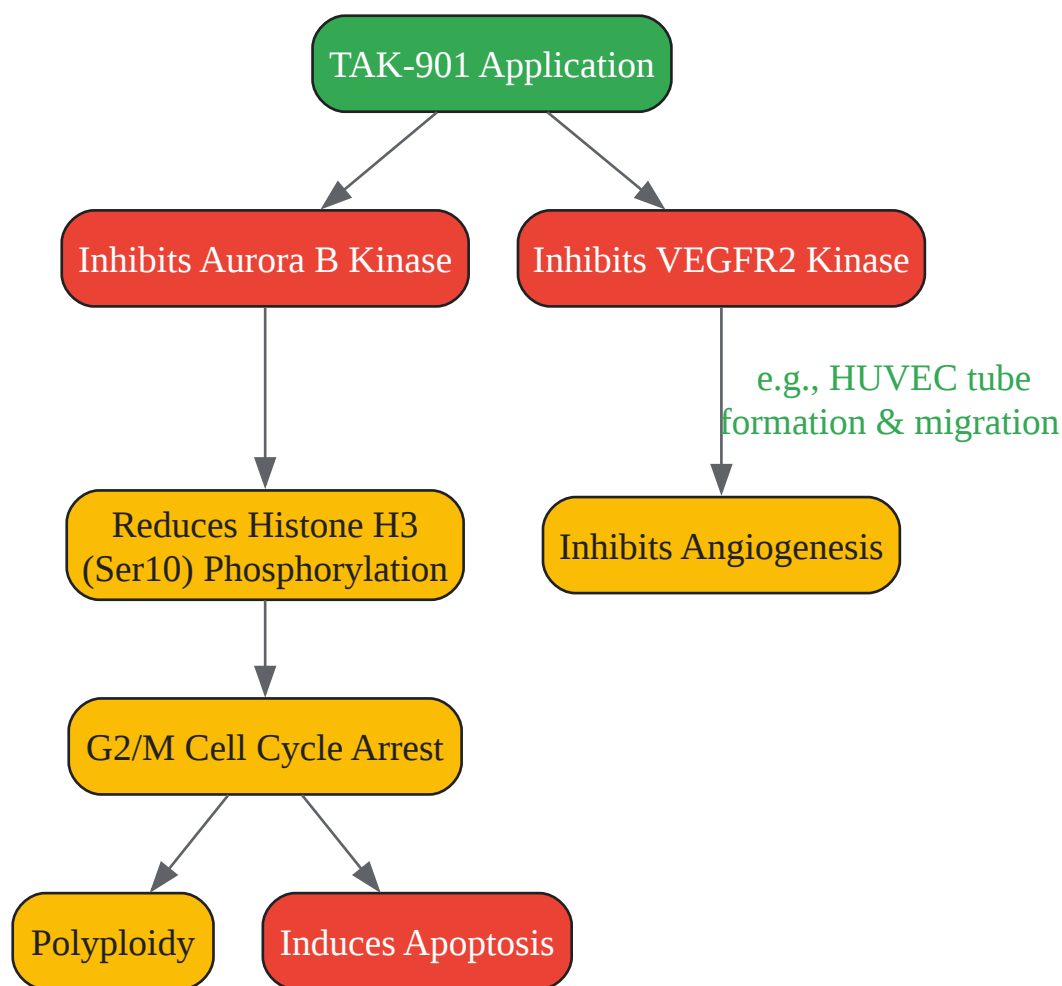 TAK-901 Application
Inhibits Aurora B Kinase
Inhibits VEGFR2 Kinase
e.g., HUVEC tube
formation & migration
Reduces Histone H3
(Ser10) Phosphorylation
Inhibits Angiogenesis
G2/M Cell Cycle Arrest
Polyploidy
Induces Apoptosis